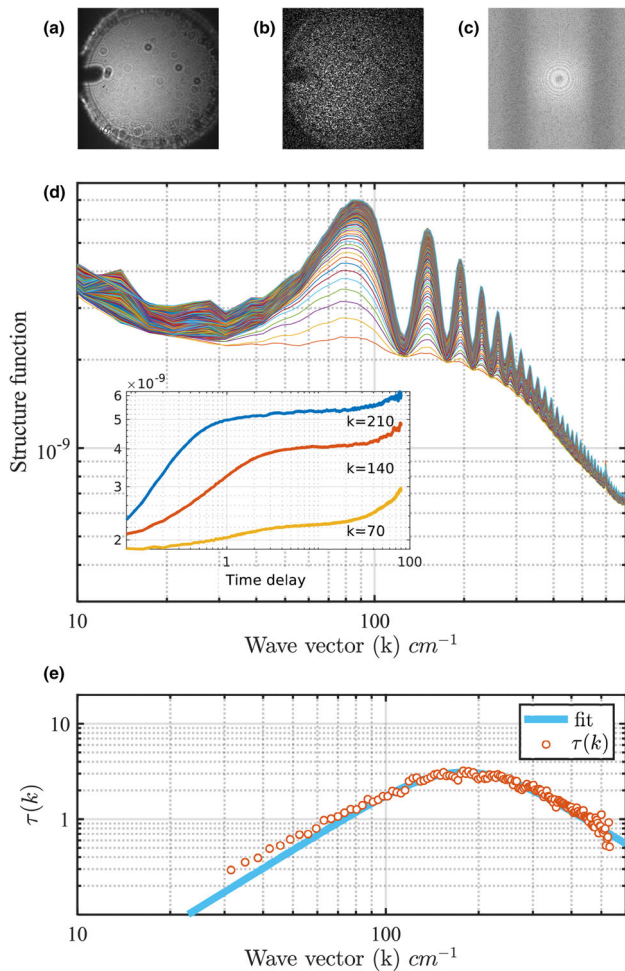 (a)
(b)
(c)
(d)
Structure function
10^{-9}
×10^{-9}
6
5
4
3
2
k=210
k=140
k=70
1
100
Time delay
10
100
Wave vector (k) cm^{-1}
(e)
τ(k)
10
1
fit
τ(k)
10
100
Wave vector (k) cm^{-1}